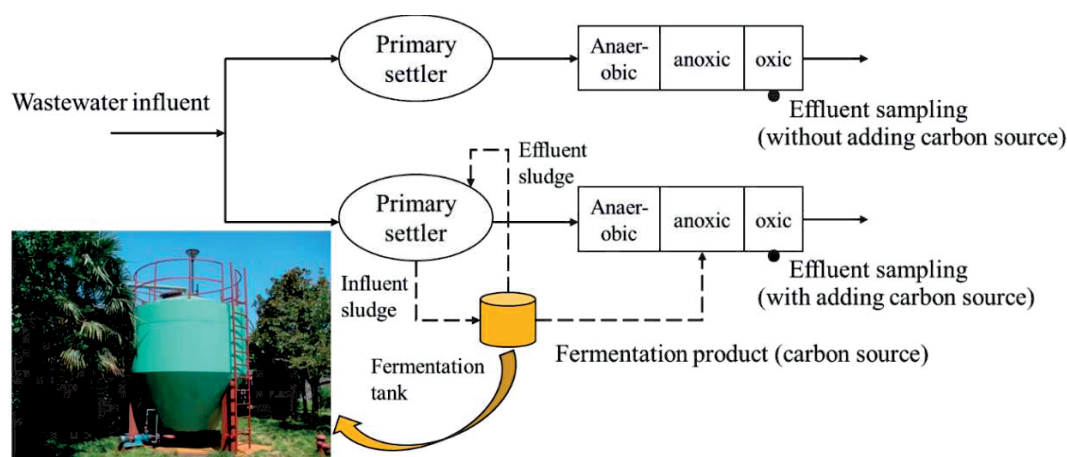 Primary
settler
Anaer-
obic
anoxic
oxic
Wastewater influent
Effluent sampling
(without adding carbon source)
Effluent
sludge
Primary
settler
Anaer-
obic
anoxic
oxic
Influent
sludge
Effluent sampling
(with adding carbon source)
Fermentation product (carbon source)
Fermentation
tank